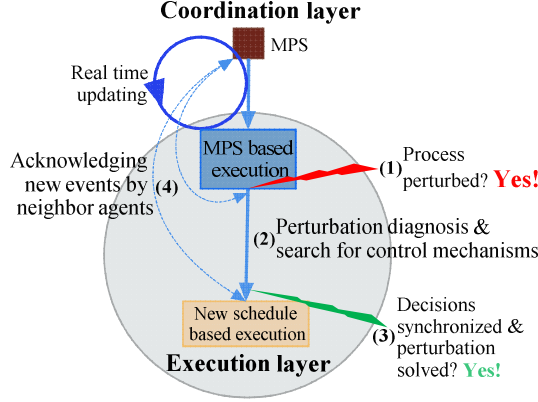 Coordination layer
MPS
Real time
updating
MPS based
execution
(1) Process
perturbed? Yes!
Acknowledging
new events by
neighbor agents
(4)
(2) Perturbation diagnosis &
search for control mechanisms
New schedule
based execution
(3) Decisions
synchronized &
perturbation
solved? Yes!
Execution layer